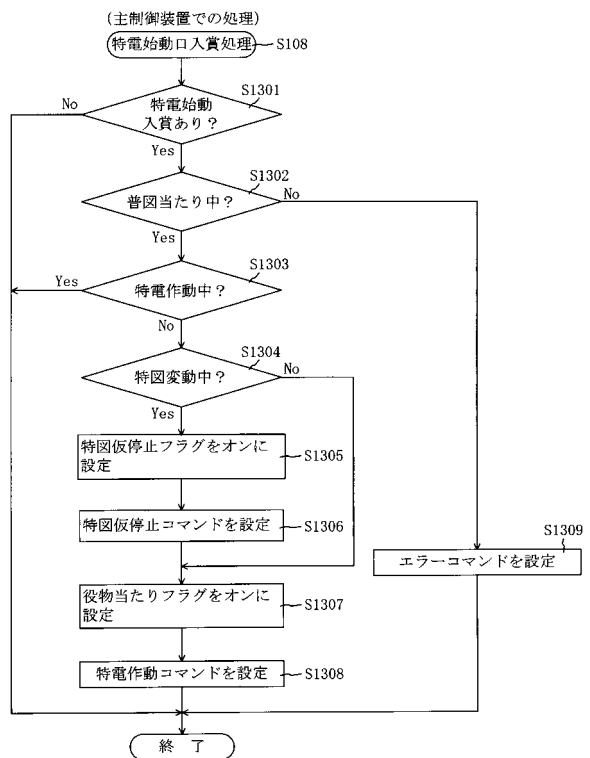 (主制御装置での処理)
特電始動口入賞処理
S108
S1301
特電始動
入賞あり?
No
Yes
S1302
普図当たり中?
No
Yes
S1303
特電作動中?
Yes
No
S1304
特図変動中?
No
Yes
特図仮停止フラグをオンに
設定
S1305
特図仮停止コマンドを設定
S1306
S1309
エラーコマンドを設定
役物当たりフラグをオンに
設定
S1307
特電作動コマンドを設定
S1308
終 了